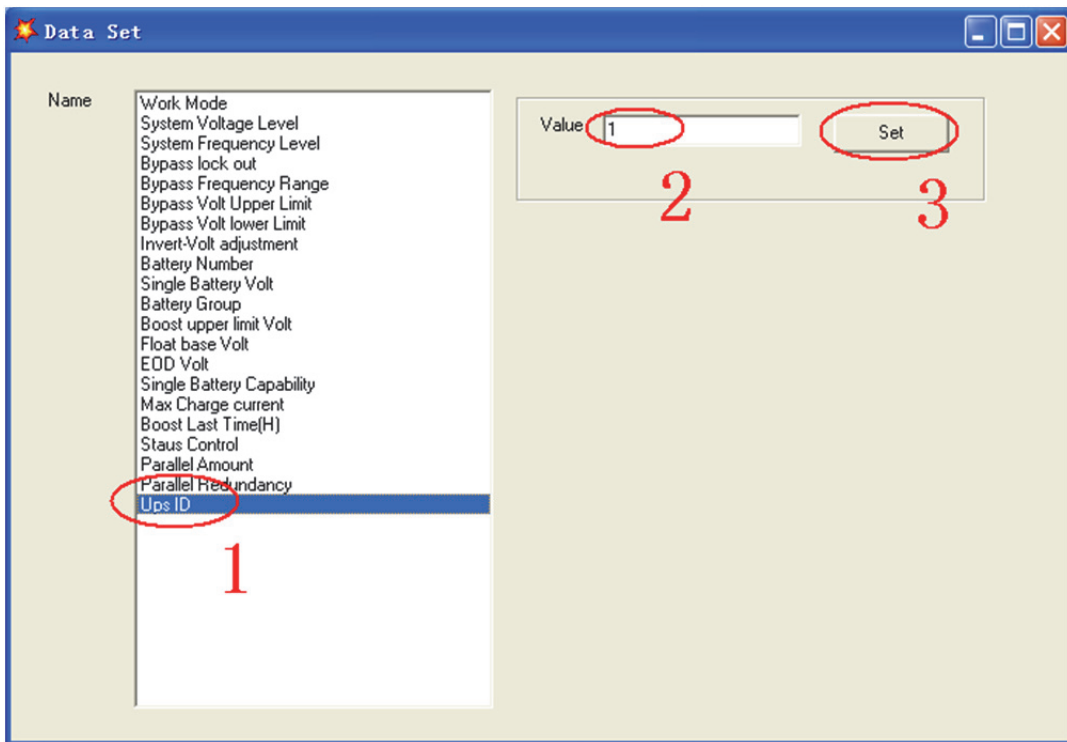 Data Set
Name
Work Mode
System Voltage Level
System Frequency Level
Bypass lock out
Bypass Frequency Range
Bypass Volt Upper Limit
Bypass Volt lower Limit
Invert-Volt adjustment
Battery Number
Single Battery Volt
Battery Group
Boost upper limit Volt
Float base Volt
EOD Volt
Single Battery Capability
Max Charge current
Boost Last Time(H)
Staus Control
Parallel Amount
Parallel Redundancy
Ups ID
1
Value 1 Set
2 3